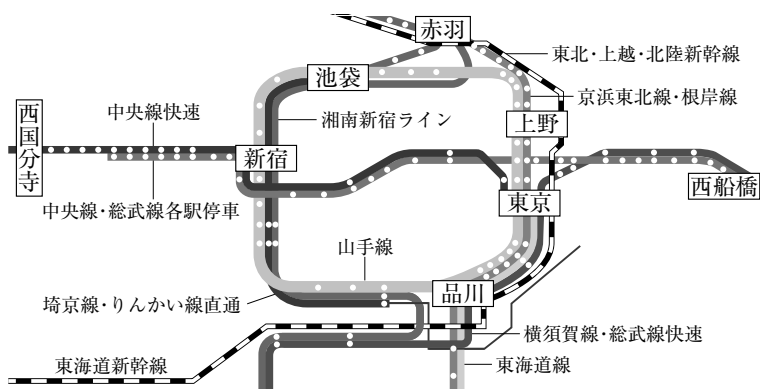 赤羽
東北・上越・北陸新幹線
池袋
京浜東北線・根岸線
中央線快速
湘南新宿ライン
上野
西国分寺
新宿
西船橋
中央線・総武線各駅停車
東京
山手線
品川
埼京線・りんかい線直通
横須賀線・総武線快速
東海道新幹線
東海道線